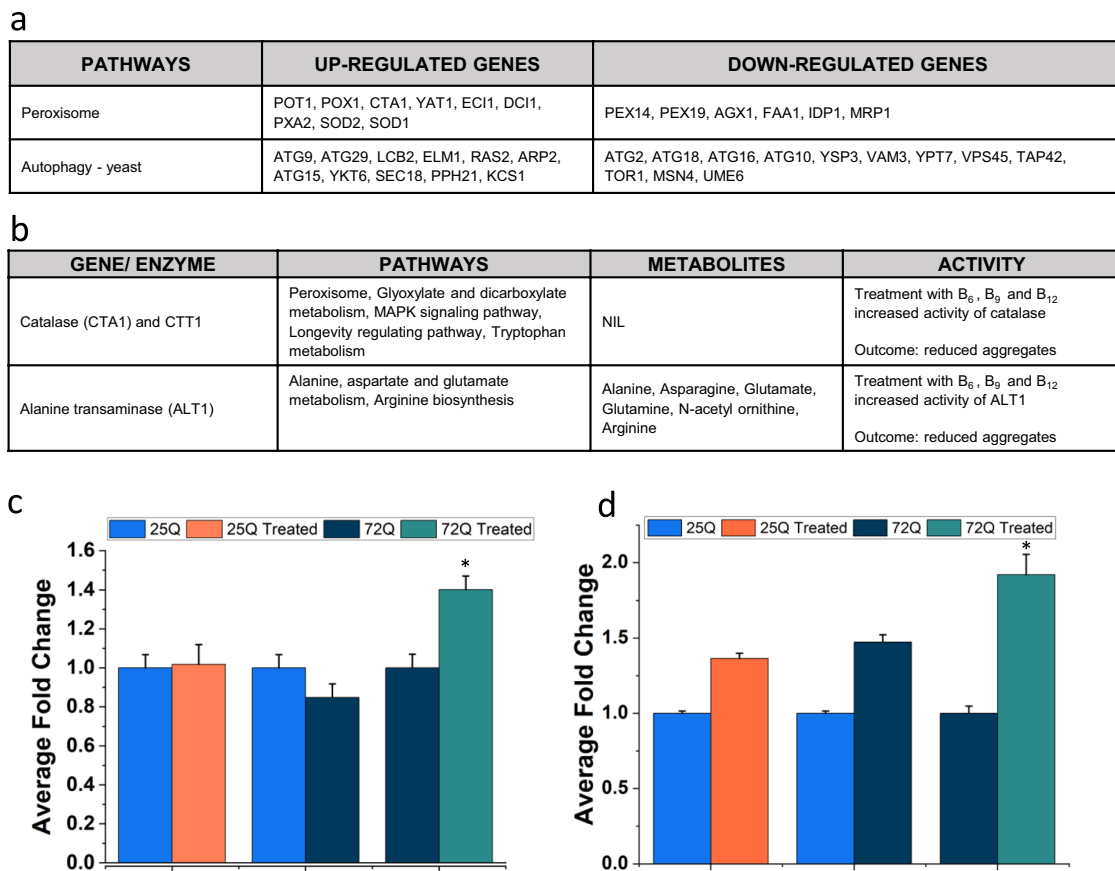 a
PATHWAYS UP-REGULATED GENES DOWN-REGULATED GENES
Peroxisome
POT1, POX1, CTA1, YAT1, ECI1, DCI1,
PXA2, SOD2, SOD1
PEX14, PEX19, AGX1, FAA1, IDP1, MRP1
Autophagy - yeast
ATG9, ATG29, LCB2, ELM1, RAS2, ARP2,
ATG15, YKT6, SEC18, PPH21, KCS1
ATG2, ATG18, ATG16, ATG10, YSP3, VAM3, YPT7, VPS45, TAP42,
TOR1, MSN4, UME6
b
GENE/ ENZYME PATHWAYS METABOLITES ACTIVITY
Catalase (CTA1) and CTT1
Peroxisome, Glyoxylate and dicarboxylate
metabolism, MAPK signaling pathway,
Longevity regulating pathway, Tryptophan
metabolism
NIL
Treatment with B6 , B9 and B12
increased activity of catalase
Outcome: reduced aggregates
Alanine transaminase (ALT1)
Alanine, aspartate and glutamate
metabolism, Arginine biosynthesis
Alanine, Asparagine, Glutamate,
Glutamine, N-acetyl ornithine,
Arginine
Treatment with B6 , B9 and B12
increased activity of ALT1
Outcome: reduced aggregates
c
25Q 25Q Treated 72Q 72Q Treated
Average Fold Change
1.6
1.4
1.2
1.0
0.8
0.6
0.4
0.2
0.0
*
d
25Q 25Q Treated 72Q 72Q Treated
Average Fold Change
2.0
1.5
1.0
0.5
0.0
*